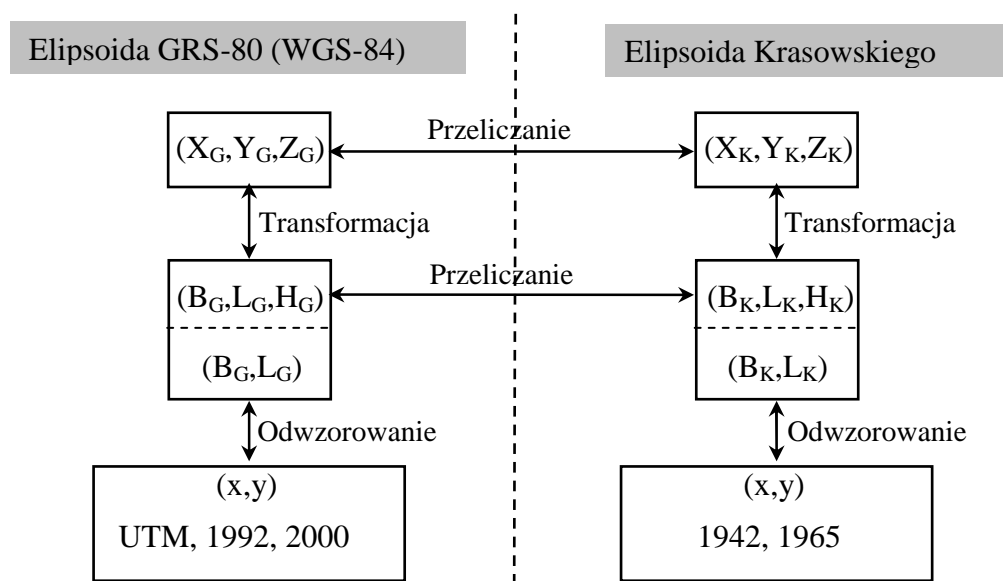 Elipsoida GRS-80 (WGS-84)
Elipsoida Krasowskiego
(X_G,Y_G,Z_G)
Przeliczanie
(X_K,Y_K,Z_K)
Transformacja
Transformacja
(B_G,L_G,H_G)
Przeliczanie
(B_K,L_K,H_K)
(B_G,L_G)
(B_K,L_K)
Odwzorowanie
Odwzorowanie
(x,y)
UTM, 1992, 2000
(x,y)
1942, 1965